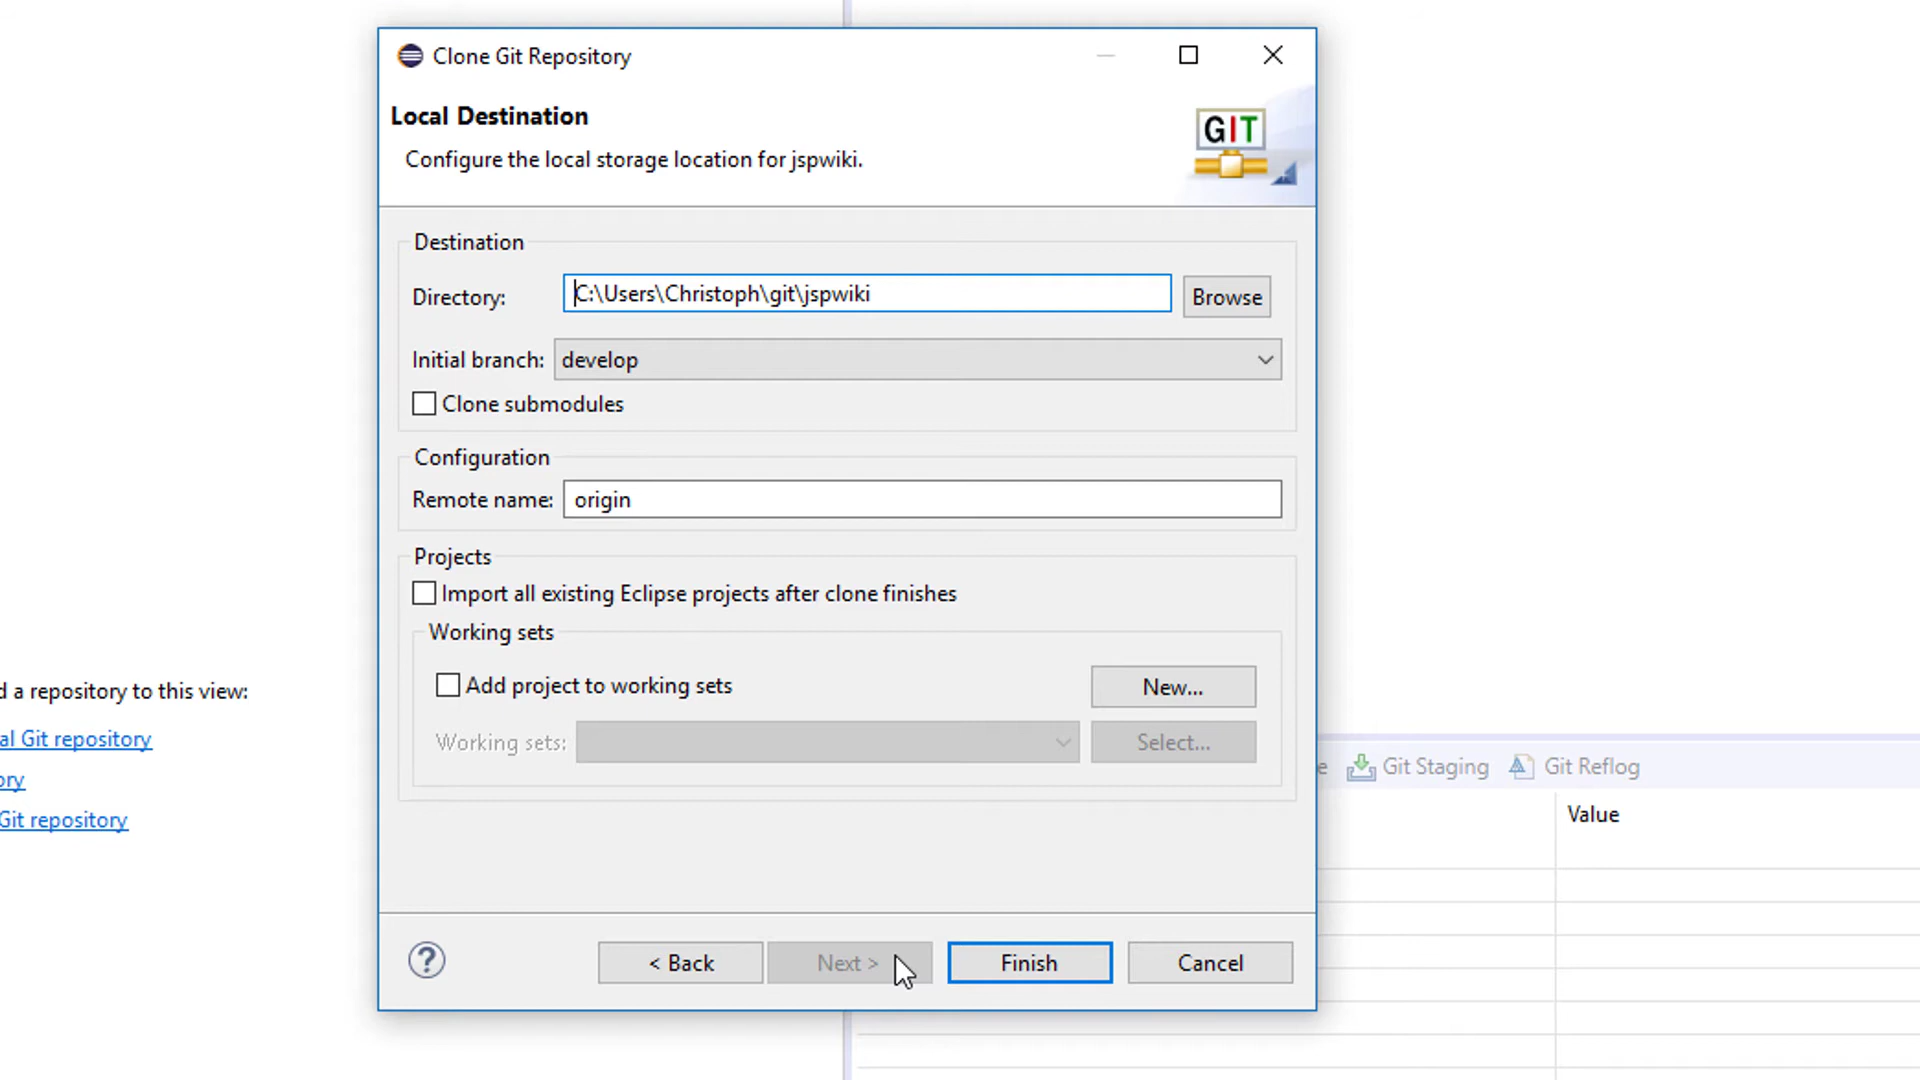 Clone Git Repository
Local Destination
Configure the local storage location for jspwiki.
GIT
Destination
Directory: C:\Users\Christoph\git\jspwiki Browse
Initial branch: develop
Clone submodules
Configuration
Remote name: origin
Projects
Import all existing Eclipse projects after clone finishes
Working sets
Add project to working sets New...
Working sets: Select...
? < Back Next > Finish Cancel
d a repository to this view:
al Git repository
ory
Git repository
e Git Staging Git Reflog
Value